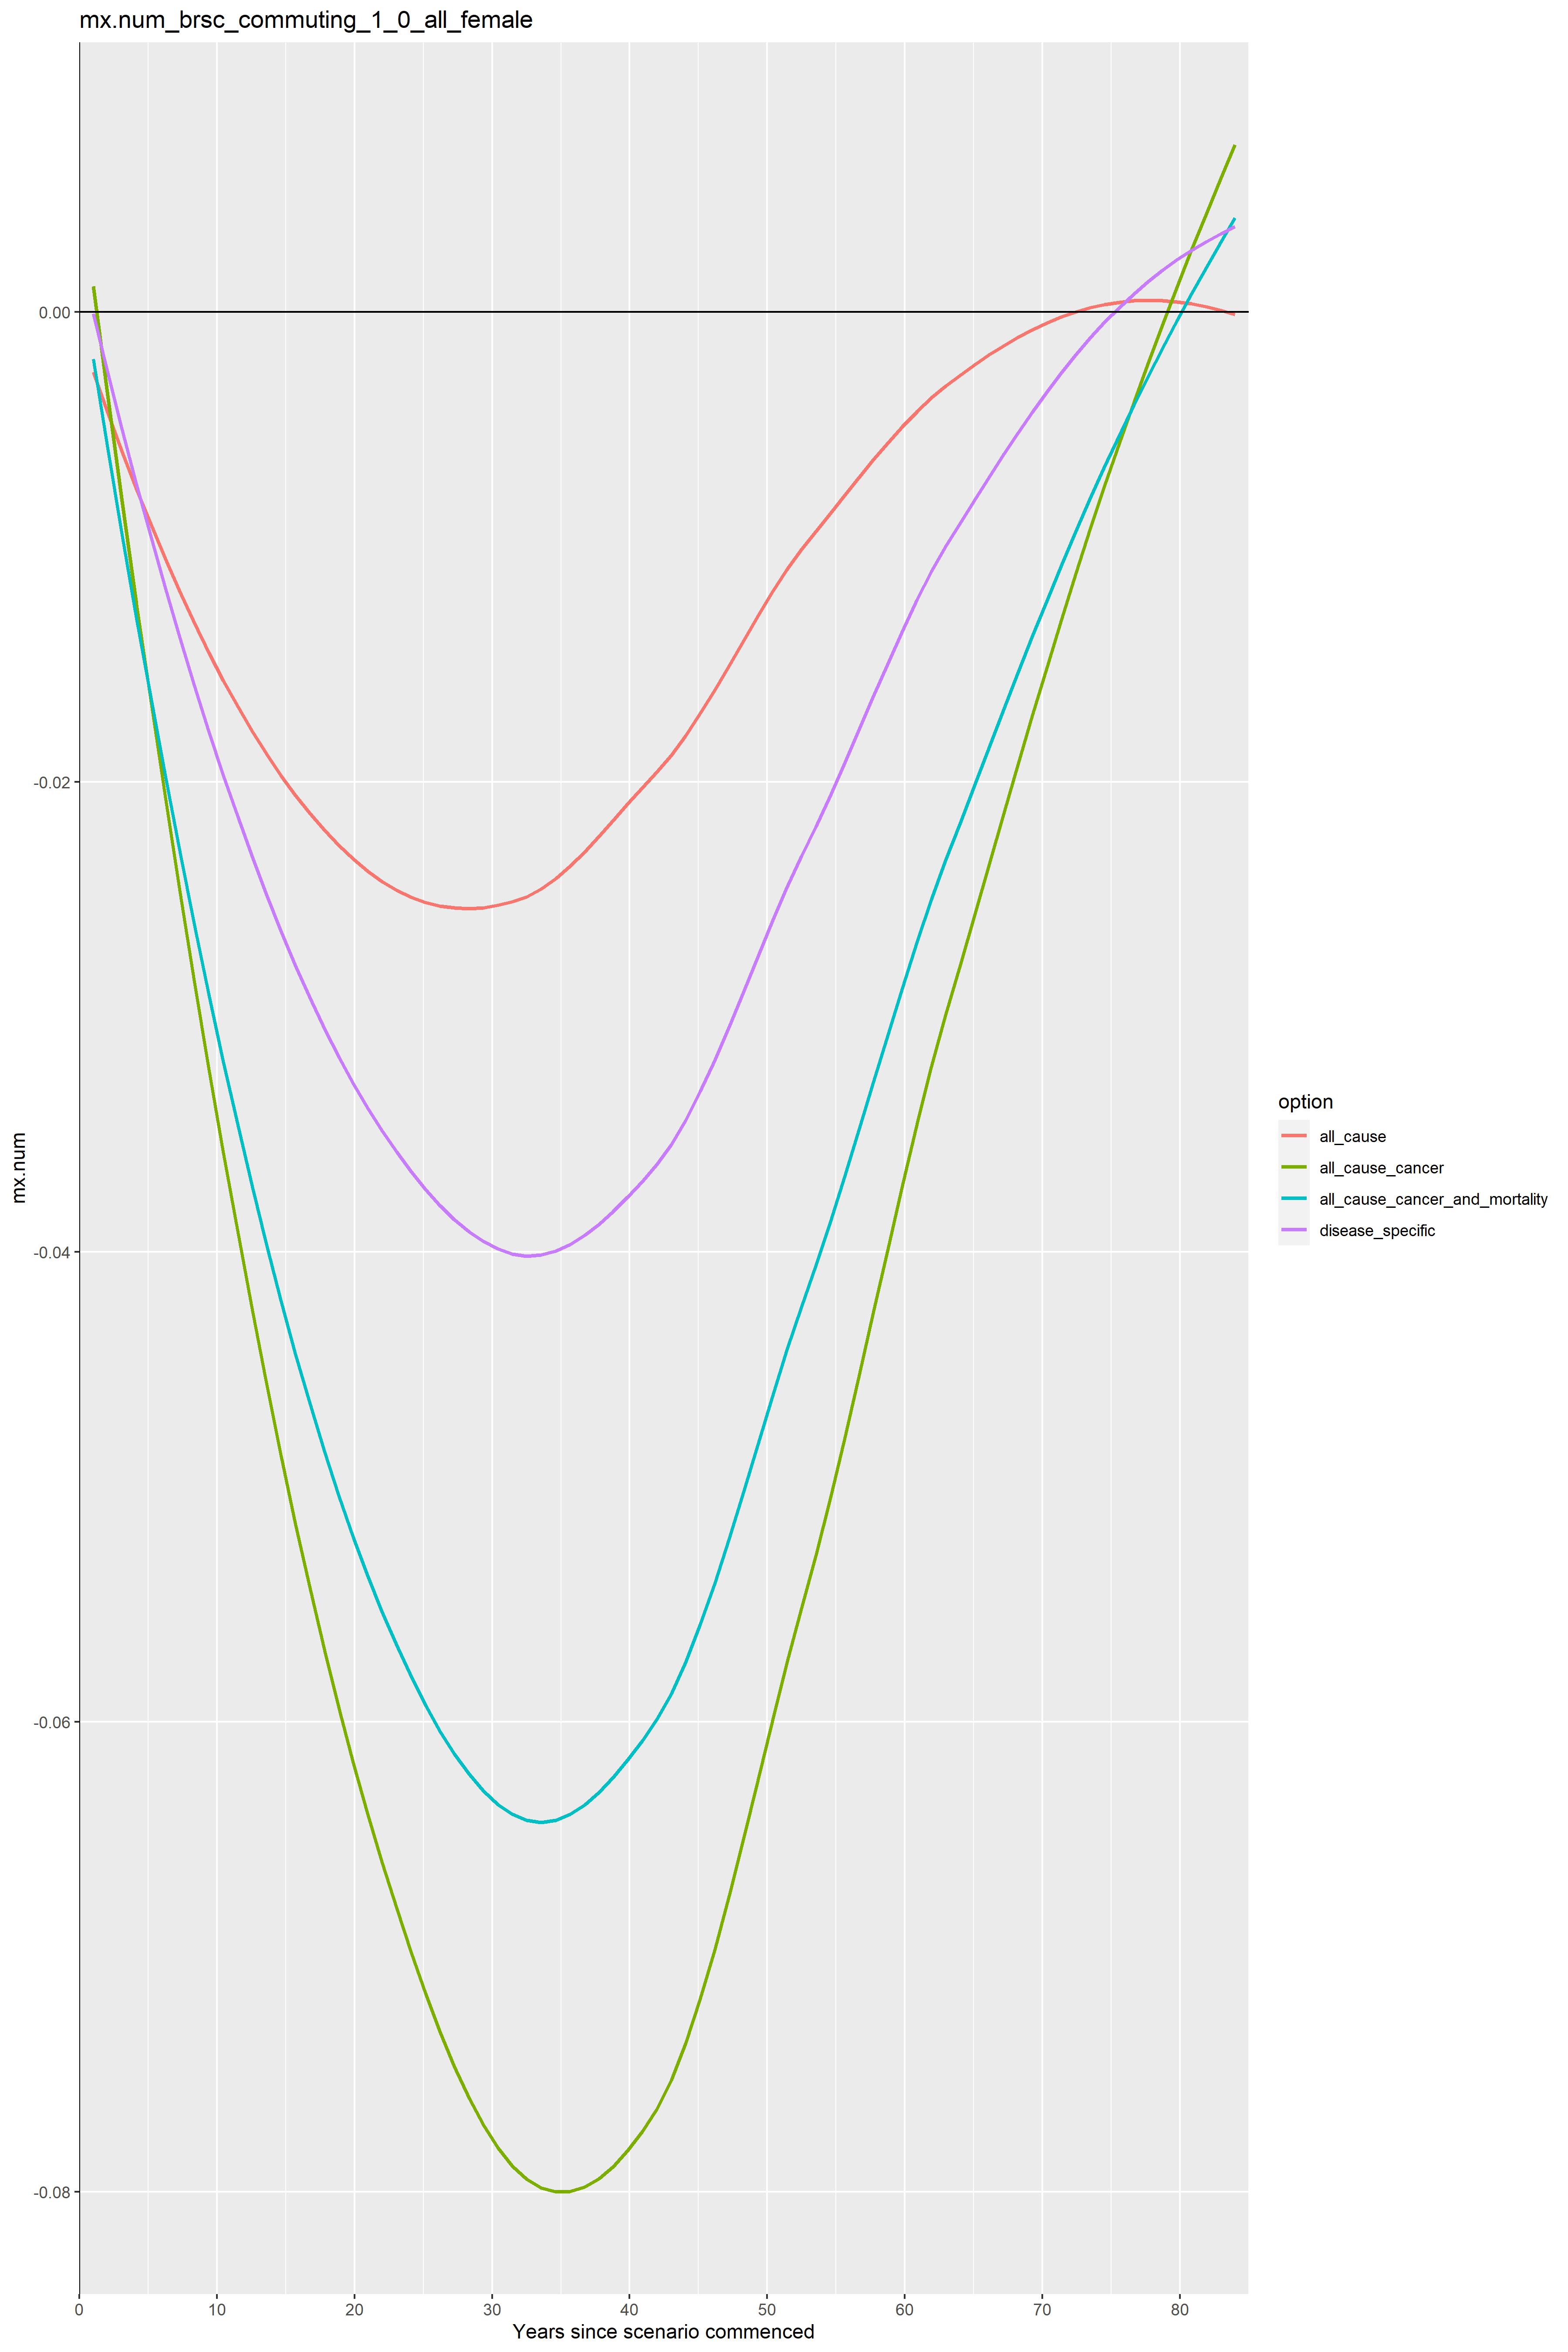 mx.num_brsc_commuting_1_0_all_female
mx.num
0.00
-0.02
-0.04
-0.06
-0.08
0 10 20 30 40 50 60 70 80
Years since scenario commenced
option
all_cause
all_cause_cancer
all_cause_cancer_and_mortality
disease_specific